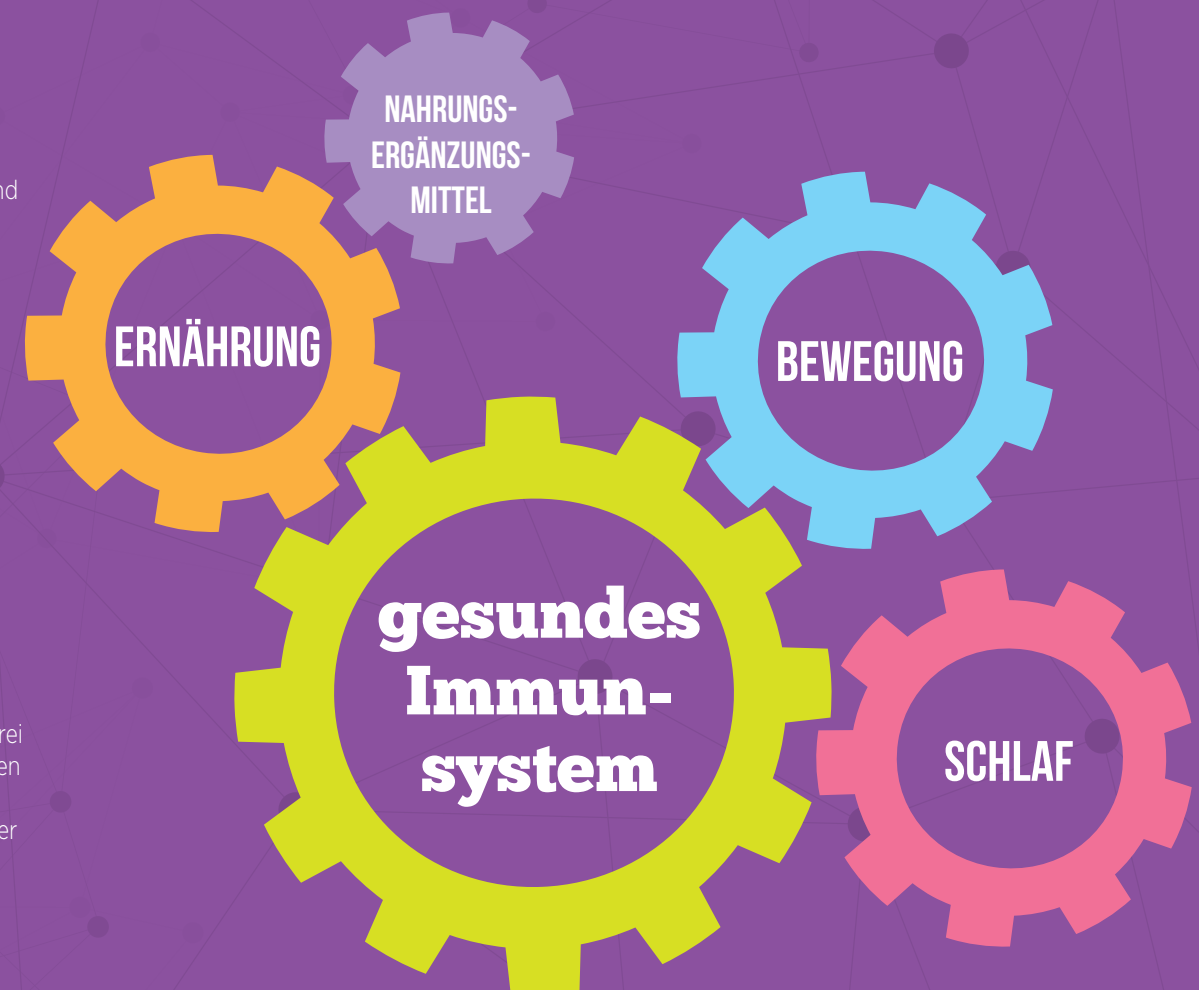 NAHRUNGS-
ERGÄNZUNGS-
MITTEL
ERNÄHRUNG
BEWEGUNG
gesundes
Immun-
system
SCHLAF